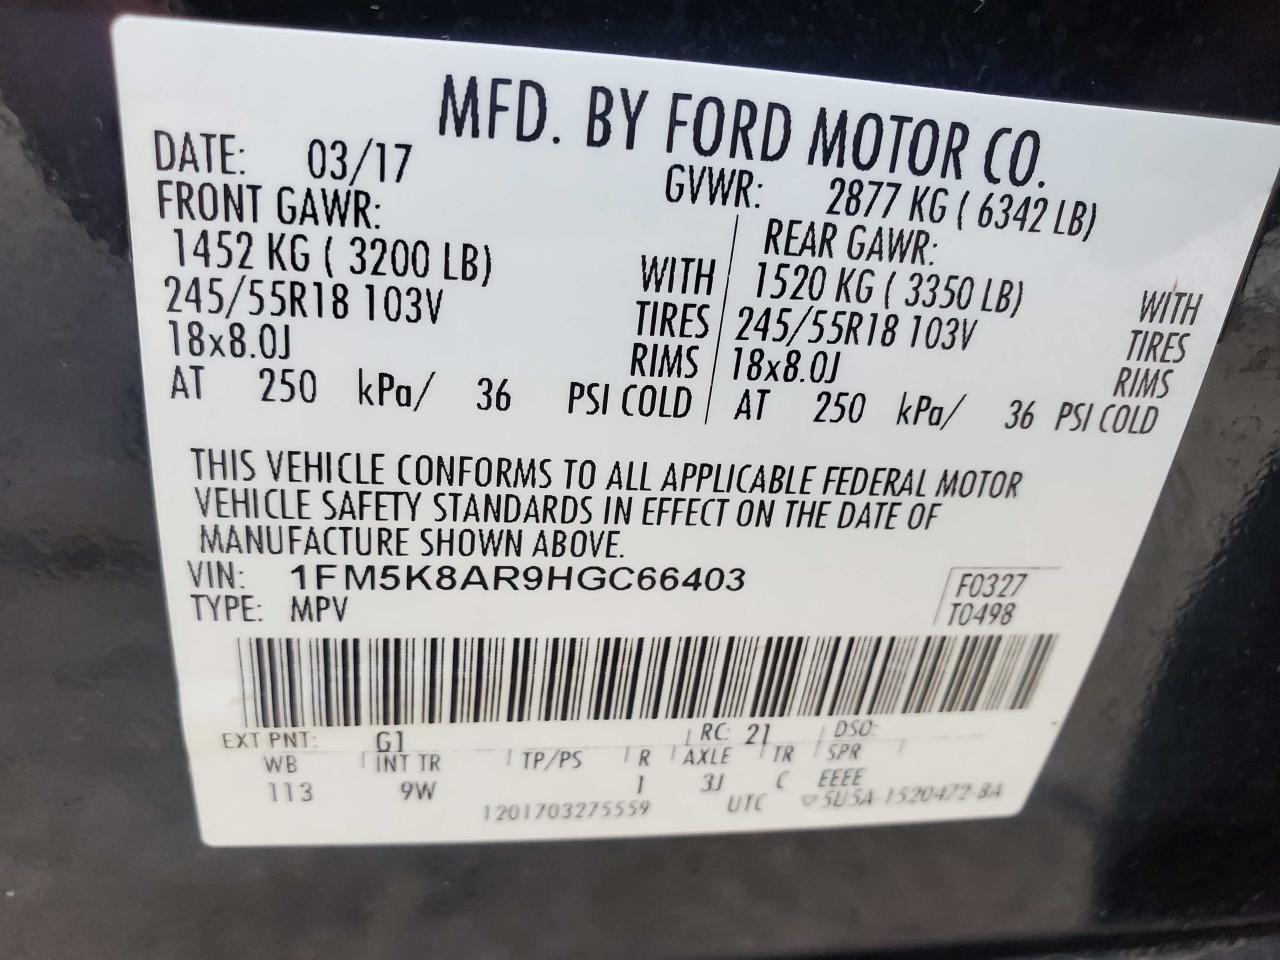 MFD. BY FORD MOTOR CO.
DATE: 03/17 GVWR: 2877 KG ( 6342 LB)
FRONT GAWR: REAR GAWR:
1452 KG ( 3200 LB) WITH 1520 KG ( 3350 LB) WITH
245/55R18 103V TIRES 245/55R18 103V TIRES
18x8.0J RIMS 18x8.0J RIMS
AT 250 kPa/ 36 PSI COLD AT 250 kPa/ 36 PSI COLD
THIS VEHICLE CONFORMS TO ALL APPLICABLE FEDERAL MOTOR
VEHICLE SAFETY STANDARDS IN EFFECT ON THE DATE OF
MANUFACTURE SHOWN ABOVE.
VIN: 1FM5K8AR9HGC66403 F0327
TYPE: MPV T0498
EXT PNT: G1 RC: 21 DSO:
WB INT TR TP/PS R AXLE TR SPR
113 9W 1 3J C EEEE
1201703275559 UTC ▽5U5A-1520472-BA